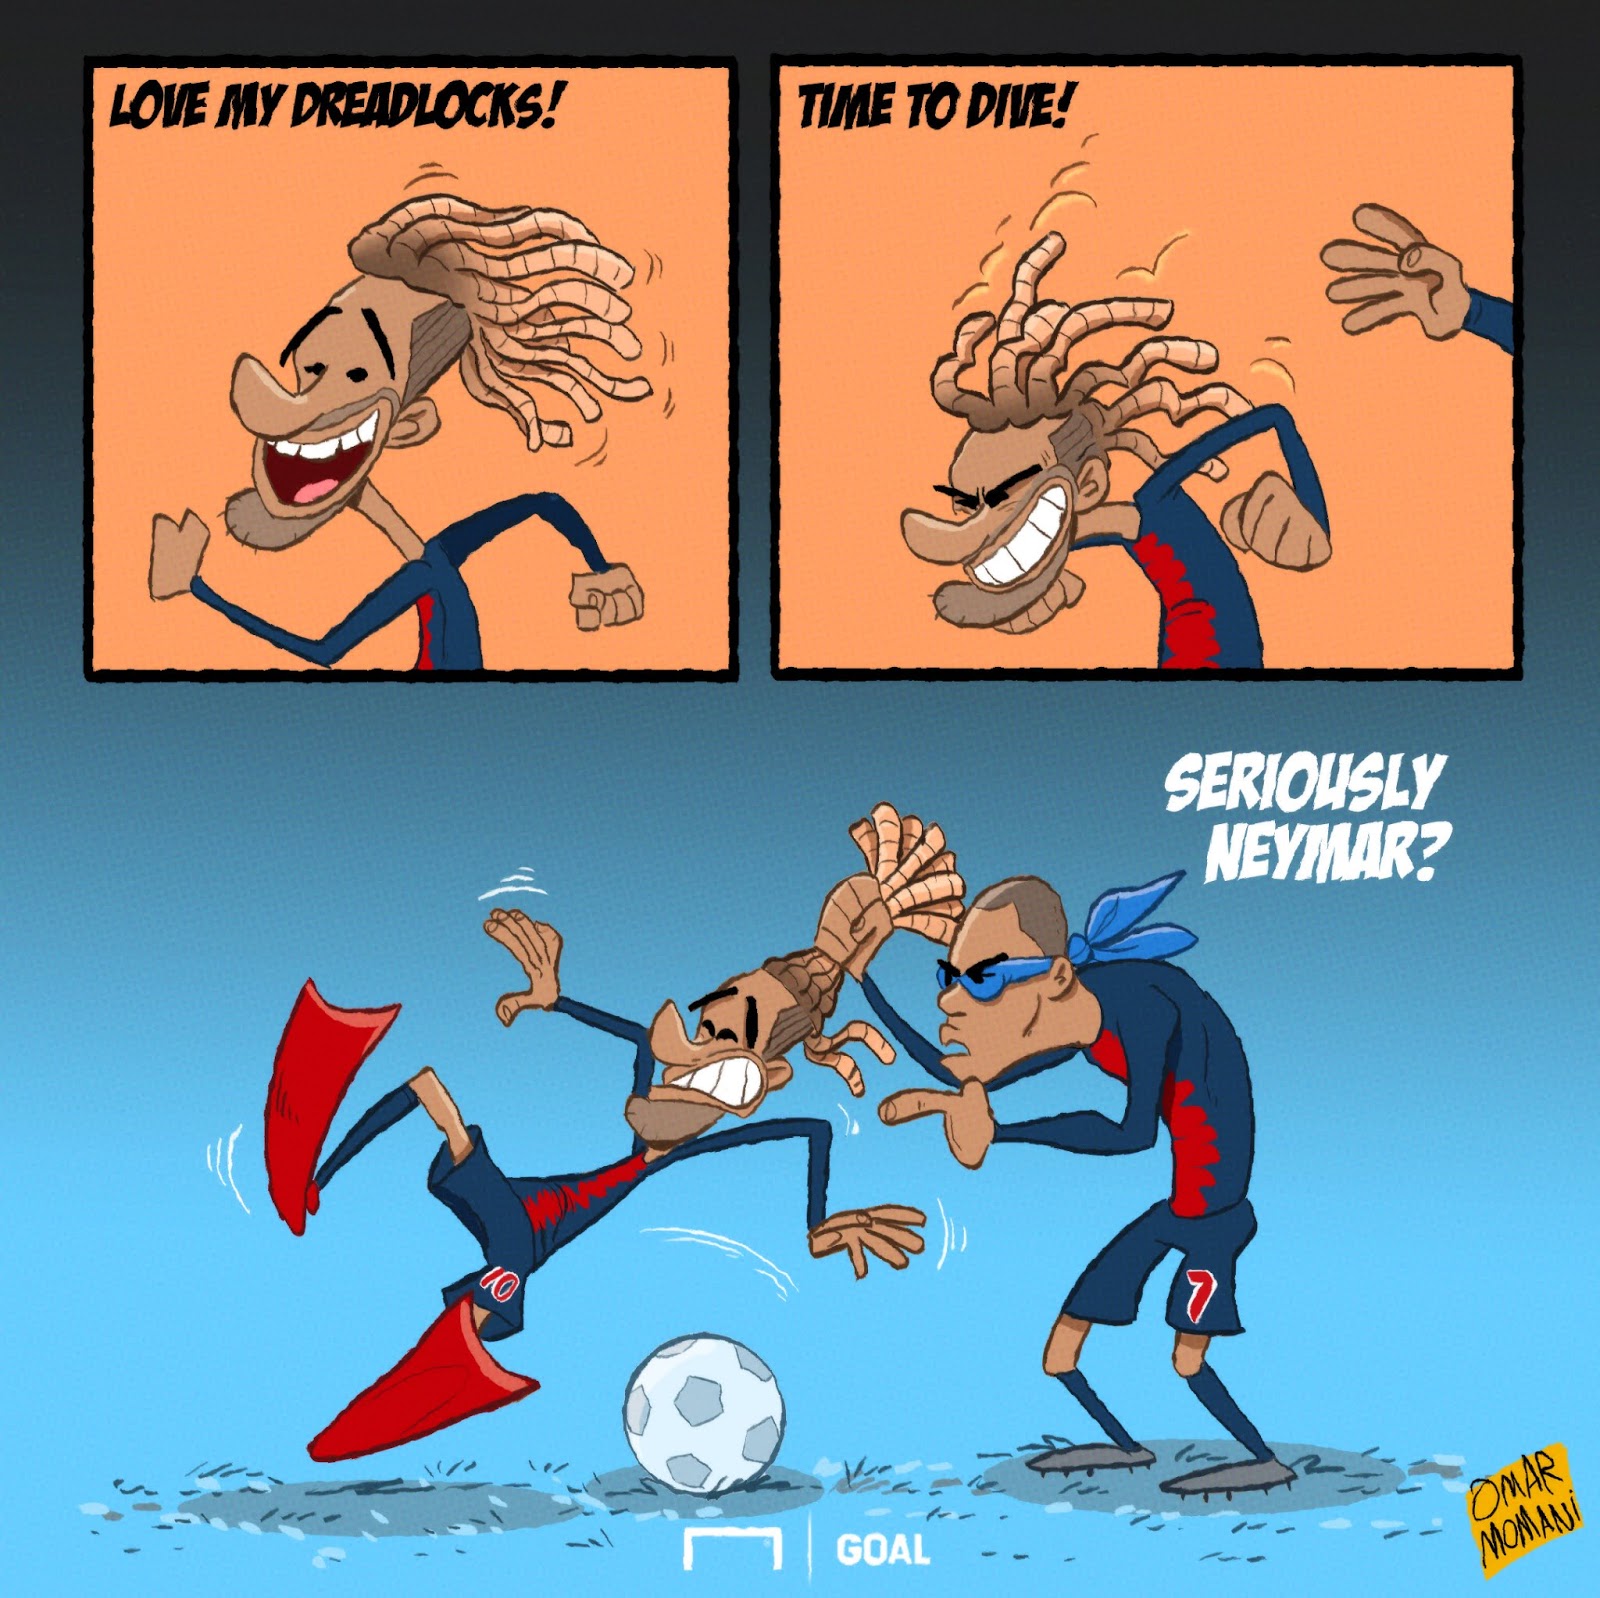 LOVE MY DREADLOCKS!
TIME TO DIVE!
SERIOUSLY
NEYMAR?
10
7
GOAL
OMAR
MOMANI